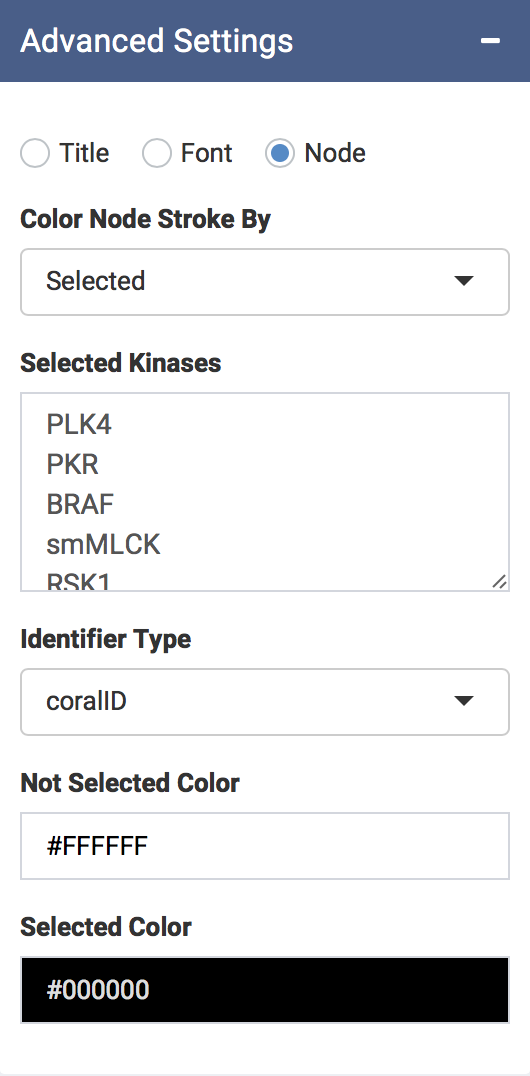 Advanced Settings
Title Font Node
Color Node Stroke By
Selected
Selected Kinases
PLK4
PKR
BRAF
smMLCK
RSK1
Identifier Type
coralID
Not Selected Color
#FFFFFF
Selected Color
#000000